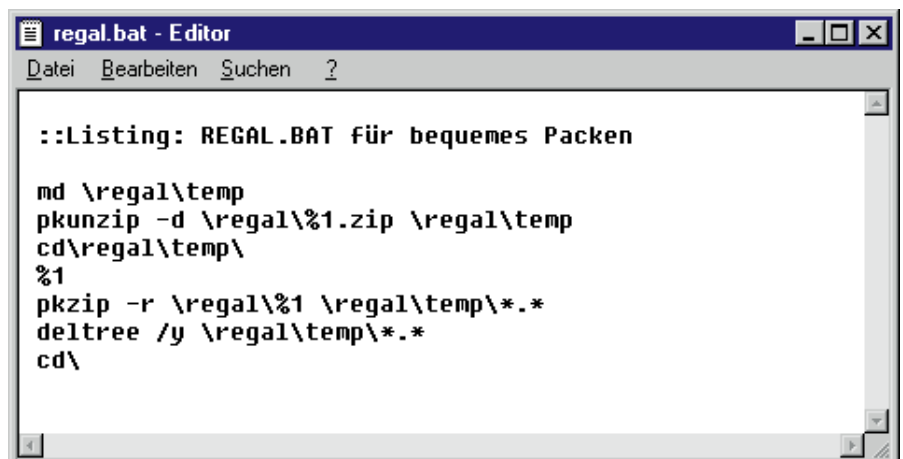 regal.bat - Editor
Datei Bearbeiten Suchen ?
::Listing: REGAL.BAT für bequemes Packen
md \regal\temp
pkunzip -d \regal\%1.zip \regal\temp
cd\regal\temp\
%1
pkzip -r \regal\%1 \regal\temp\*.*
deltree /y \regal\temp\*.*
cd\